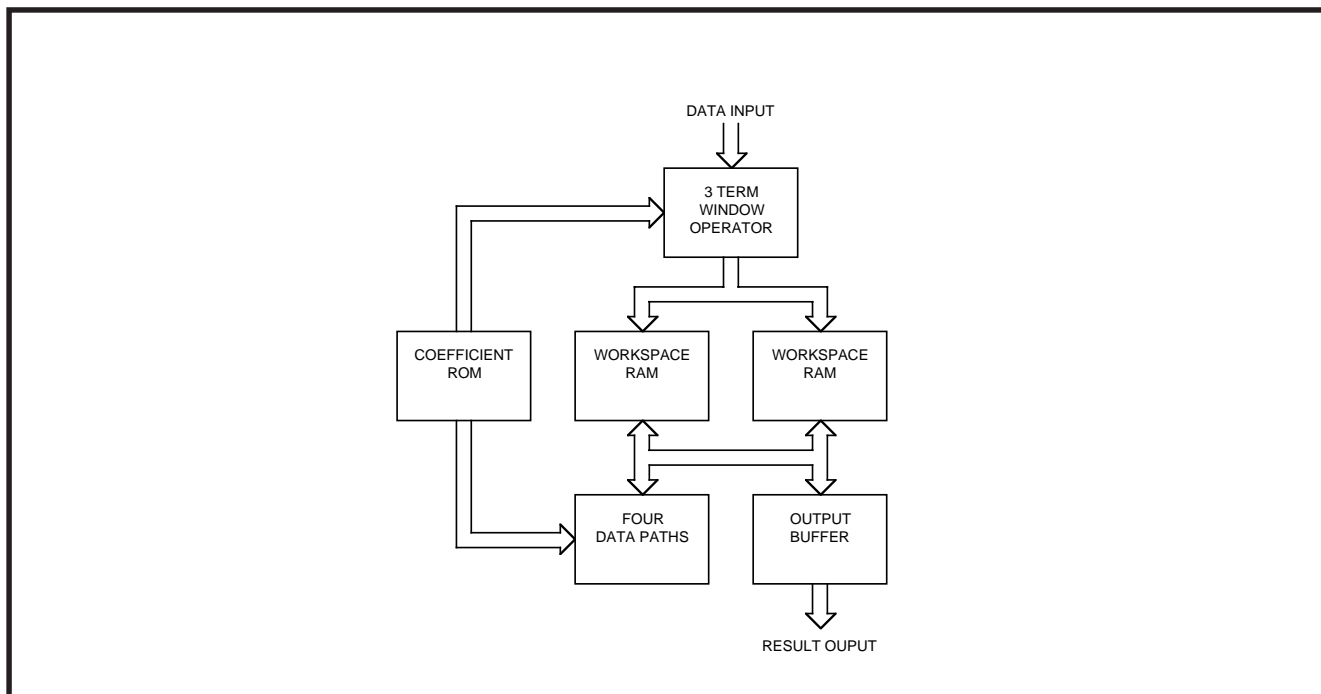 DATA INPUT
3 TERM
WINDOW
OPERATOR
COEFFICIENT
ROM
WORKSPACE
RAM
WORKSPACE
RAM
FOUR
DATA PATHS
OUTPUT
BUFFER
RESULT OUPUT